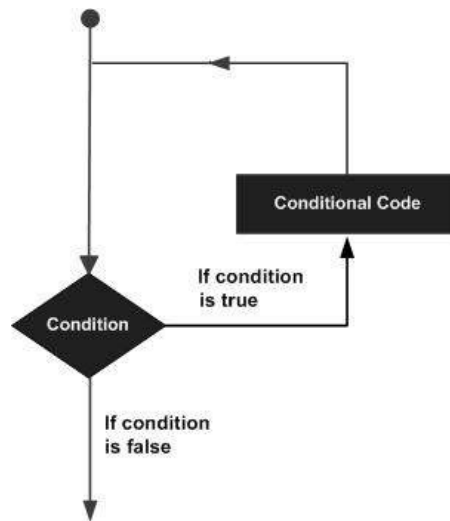 Conditional Code
If condition
is true
Condition
If condition
is false